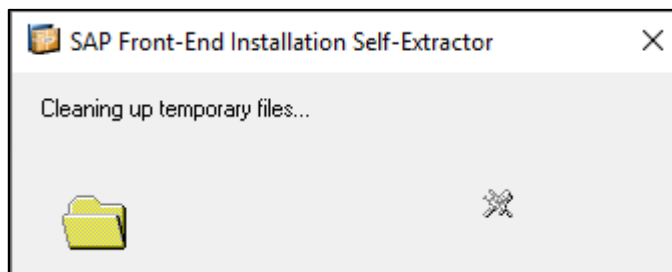 SAP Front-End Installation Self-Extractor
Cleaning up temporary files...